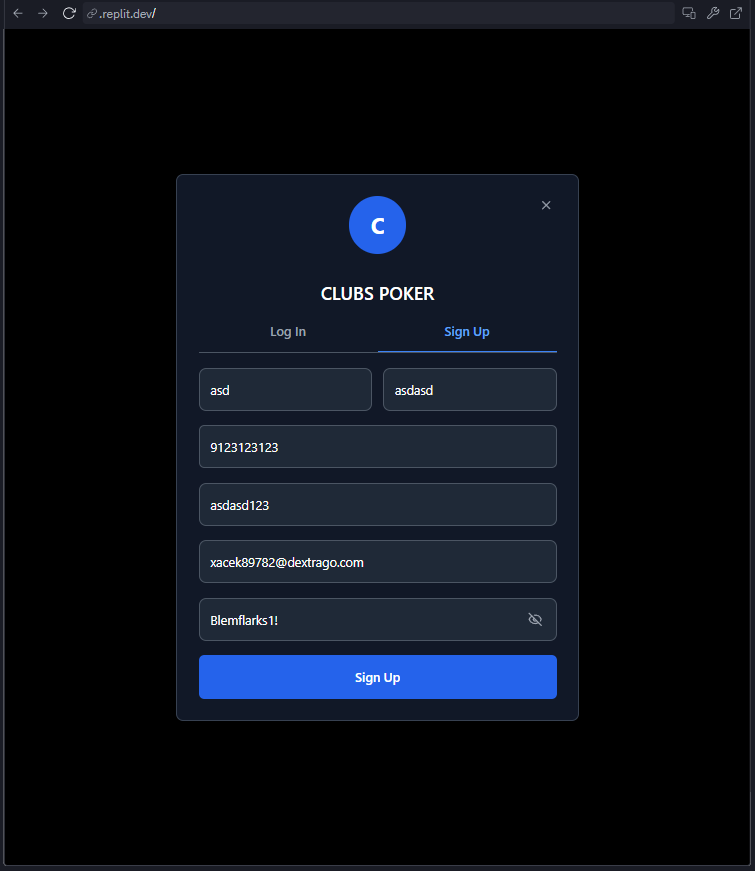 .replit.dev/
C
CLUBS POKER
Log In Sign Up
asd asdasd
9123123123
asdasd123
xacek89782@dextrago.com
Blemflarks1!
Sign Up